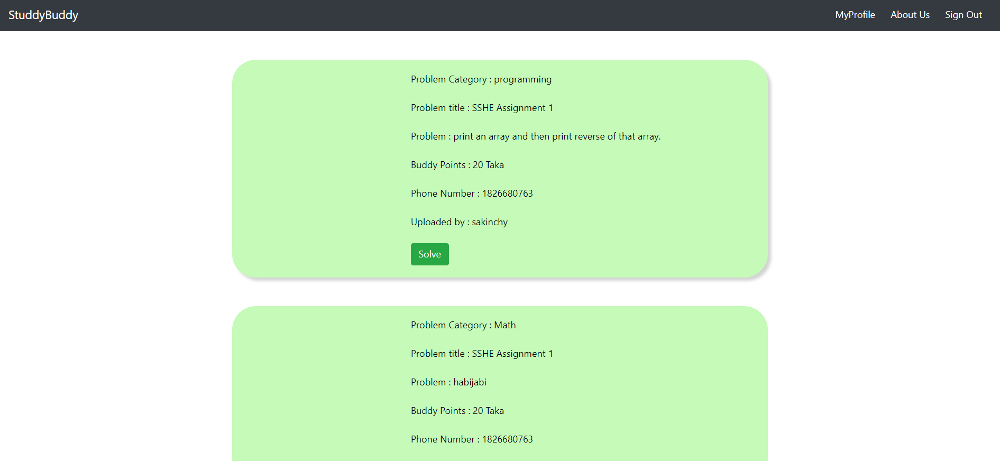 StuddyBuddy MyProfile About Us Sign Out
Problem Category : programming
Problem title : SSHE Assignment 1
Problem : print an array and then print reverse of that array.
Buddy Points : 20 Taka
Phone Number : 1826680763
Uploaded by : sakinchy
Solve
Problem Category : Math
Problem title : SSHE Assignment 1
Problem : habijabi
Buddy Points : 20 Taka
Phone Number : 1826680763